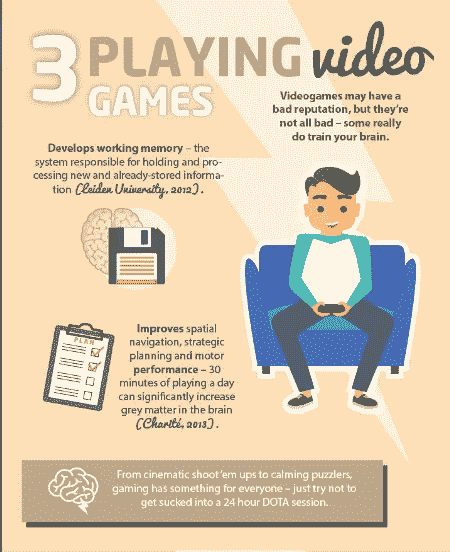 3 PLAYING video
GAMES
Videogames may have a
bad reputation, but they're
not all bad – some really
do train your brain.
Develops working memory – the
system responsible for holding and pro-
cessing new and already-stored informa-
tion (Leiden University, 2012).
PLAN
Improves spatial
navigation, strategic
planning and motor
performance – 30
minutes of playing a day
can significantly increase
grey matter in the brain
(Charité, 2013).
From cinematic shoot'em ups to calming puzzlers,
gaming has something for everyone – just try not to
get sucked into a 24 hour DOTA session.